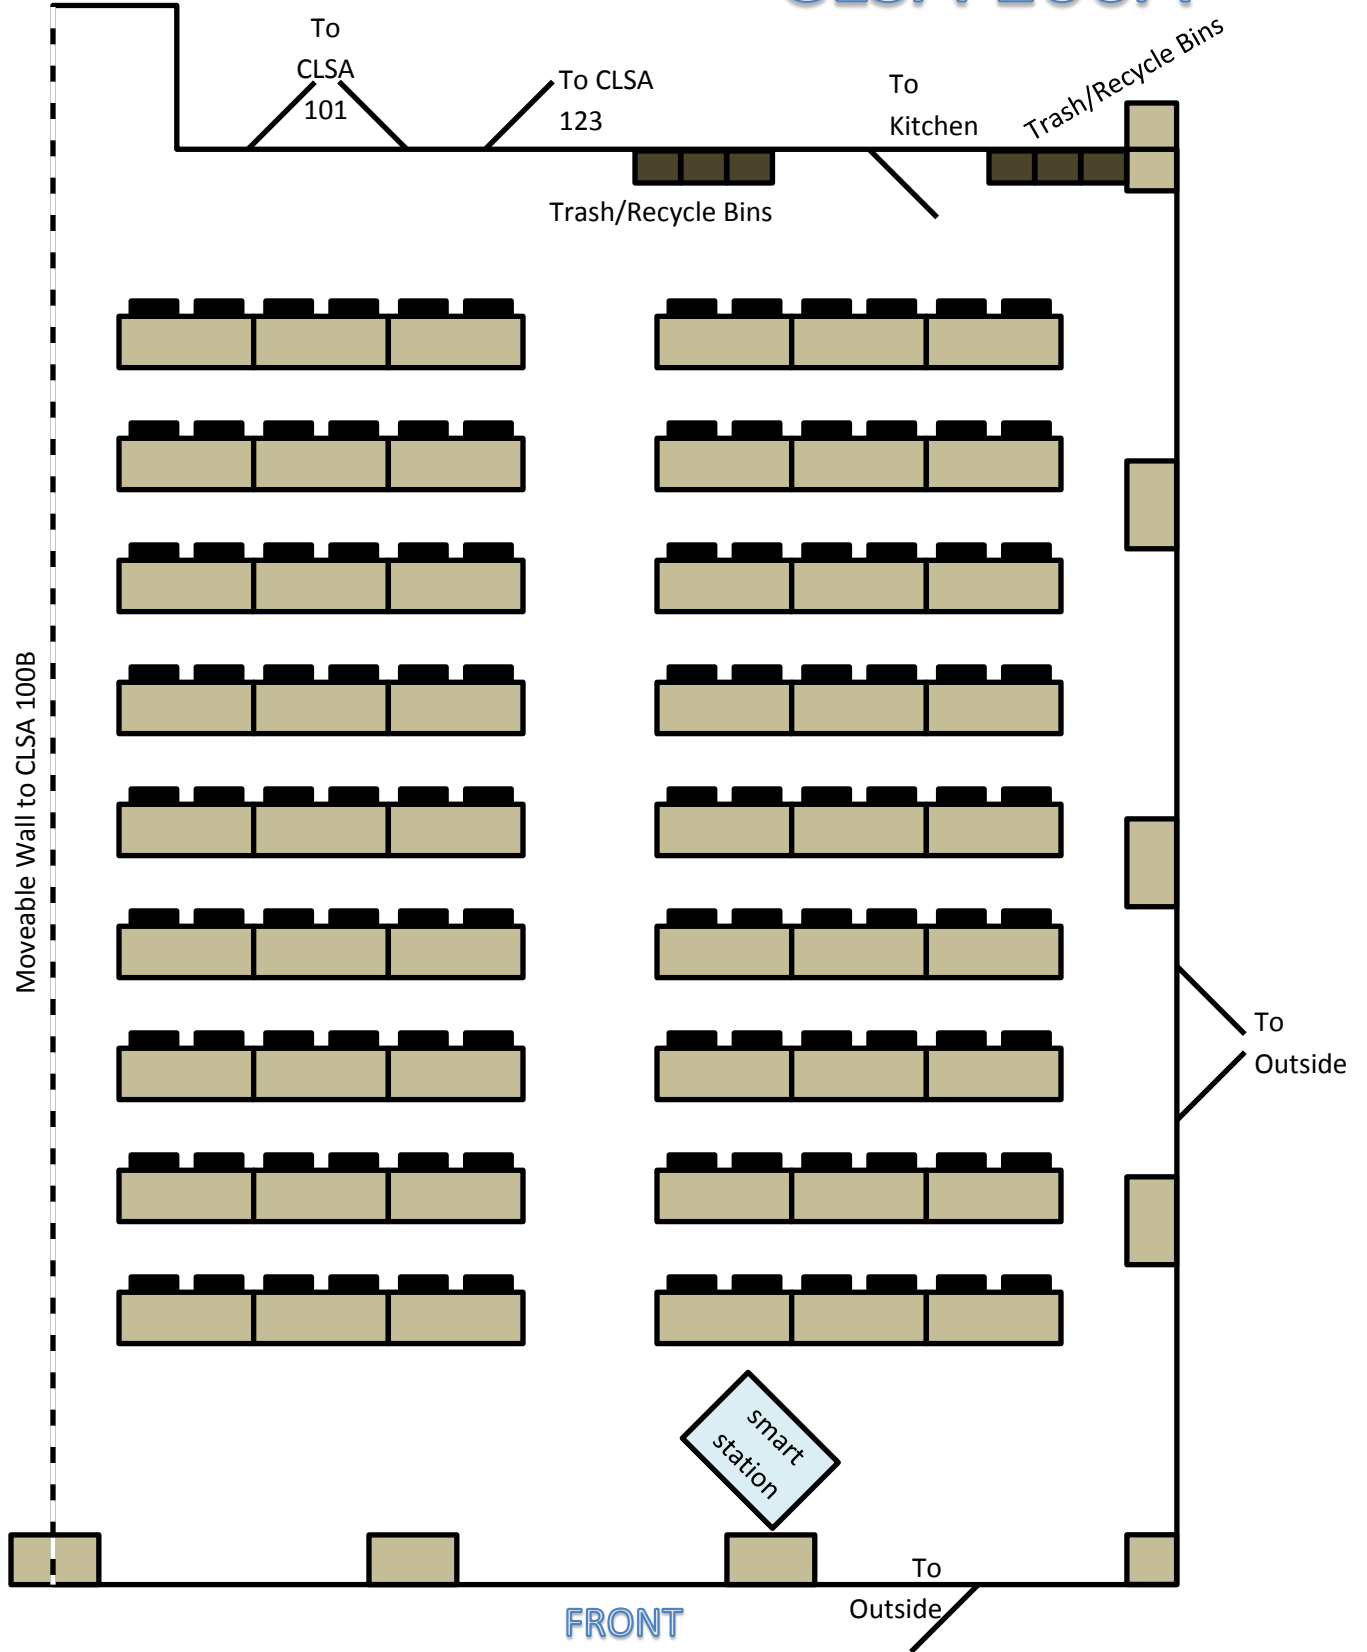 To
CLSA
101
To CLSA
123
To
Kitchen
Trash/Recycle Bins
Trash/Recycle Bins
Moveable Wall to CLSA 100B
To
Outside
smart
station
To
Outside
FRONT